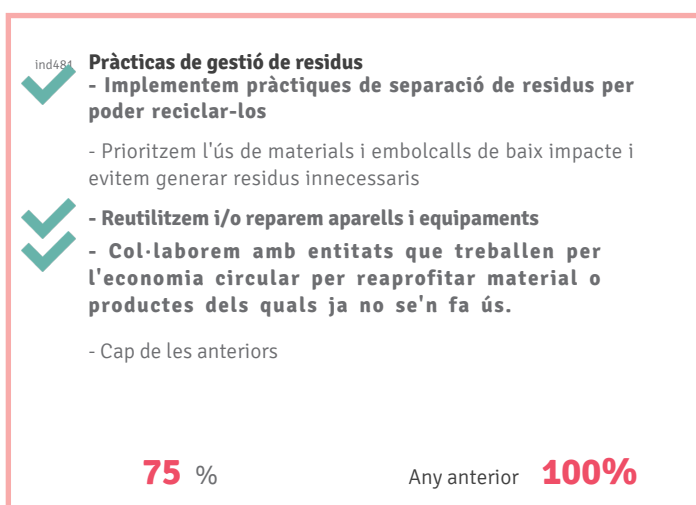 ind481 Pràcticas de gestió de residus
- Implementem pràctiques de separació de residus per
poder reciclar-los
- Prioritzem l'ús de materials i embolcalls de baix impacte i
evitem generar residus innecessaris
- Reutilitzem i/o reparem aparells i equipaments
- Col·laborem amb entitats que treballen per
l'economia circular per reaprofitar material o
productes dels quals ja no se'n fa ús.
- Cap de les anteriors
75 % Any anterior 100%